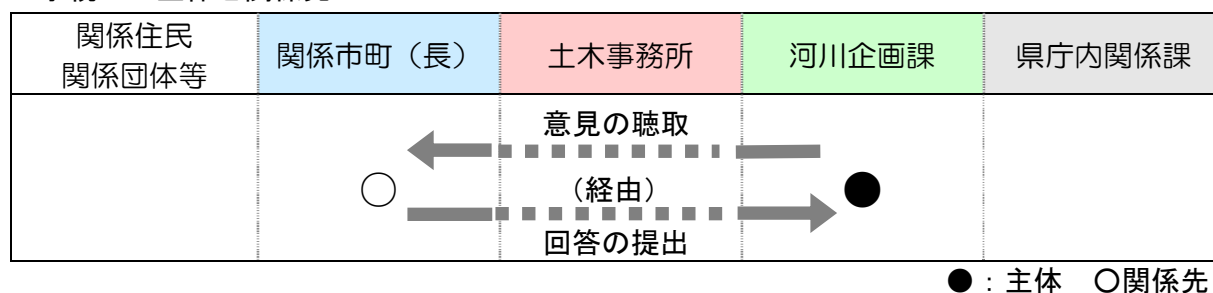 関係住民
関係団体等
関係市町（長）
土木事務所
河川企画課
県庁内関係課
意見の聴取
（経由）
回答の提出
●：主体　○関係先